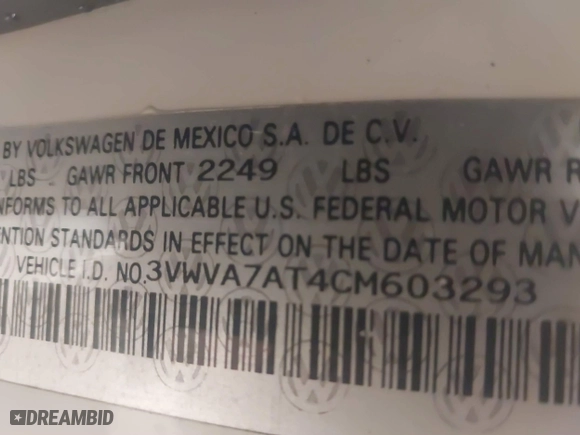 BY VOLKSWAGEN DE MEXICO S.A. DE C.V.
LBS GAWR FRONT 2249 LBS GAWR R
NFORMS TO ALL APPLICABLE U.S. FEDERAL MOTOR V
ENTION STANDARDS IN EFFECT ON THE DATE OF MAN
VEHICLE I.D. NO. 3VWVA7AT4CM603293
DREAMBID